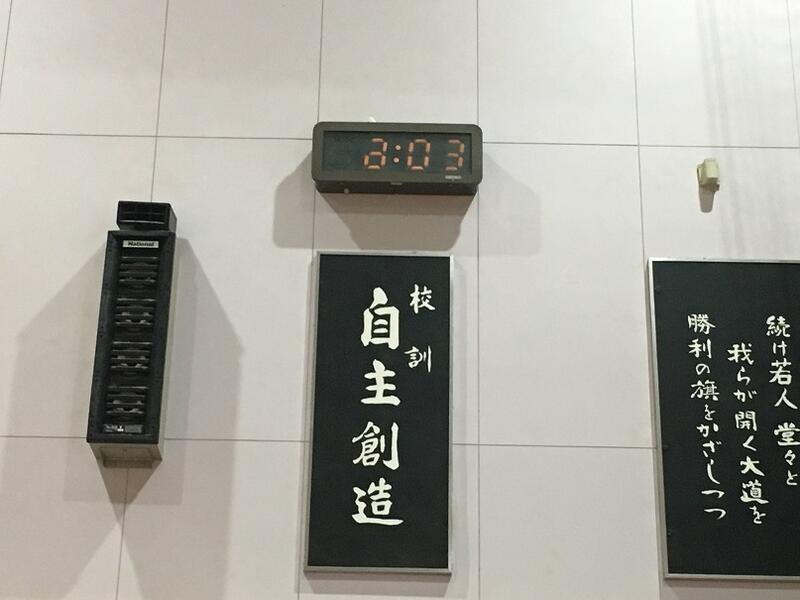 National
2:03
校訓
自主創造
続け若人 堂々と
我らが開く大道を
勝利の旗をかざしつつ